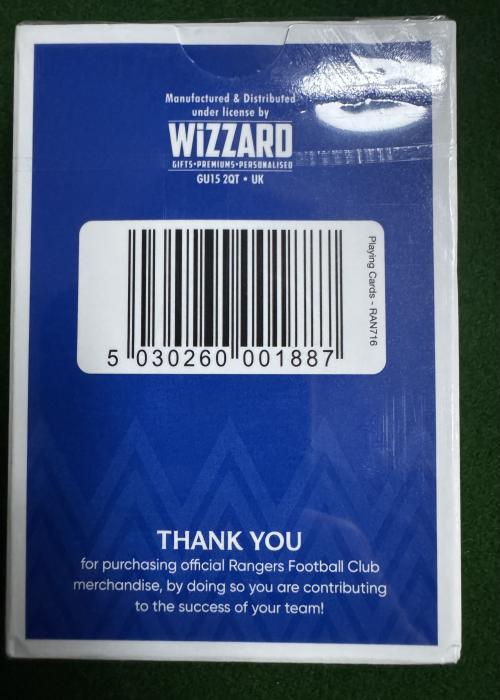 Manufactured & Distributed
under license by
WiZZARD
GIFTS•PREMIUMS•PERSONALISED
GU15 2QT • UK
Playing Cards - RAN716
5 030260 001887
THANK YOU
for purchasing official Rangers Football Club
merchandise, by doing so you are contributing
to the success of your team!